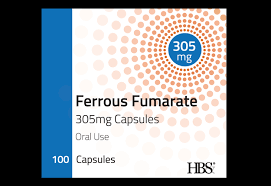 305
mg
Ferrous Fumarate
305mg Capsules
Oral Use
100 Capsules
HBS